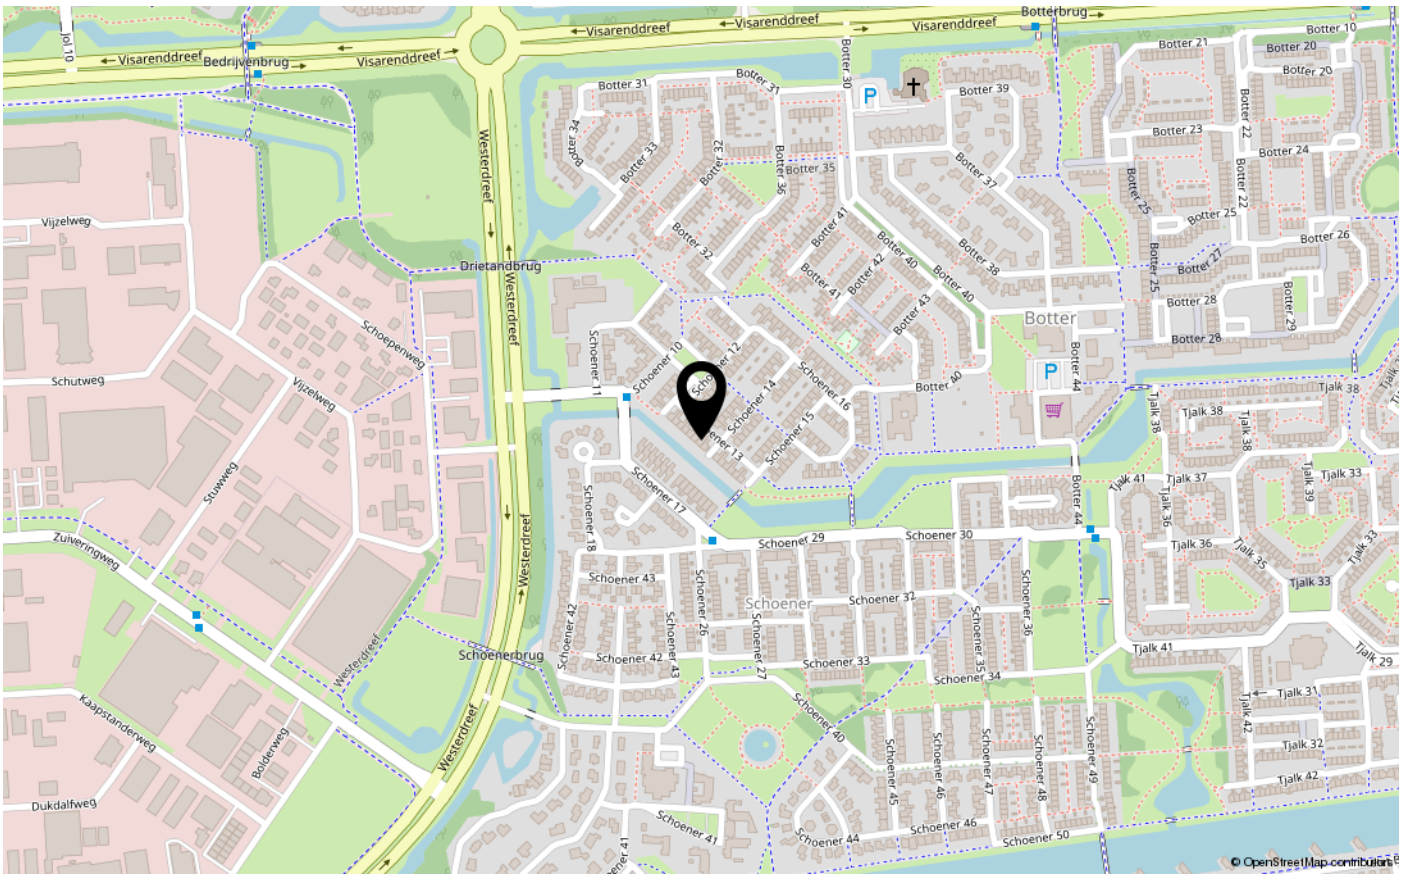 Botterbrug
Visarenddreef
Visarenddreef
Visarenddreef
Jol 10
Visarenddreef
Visarenddreef
Bedrijvenbrug
Botter 10
Botter 20
Botter 21
Botter 20
Botter 30
Botter 31
Botter 31
Botter 39
P
Botter 22
Botter 23
Botter 24
Botter 34
Botter 33
Botter 32
Botter 36
Botter 35
Botter 37
Westerdreef
Botter 25
Botter 22
Botter 25
Vijzelweg
Botter 41
Botter 32
Botter 40
Botter 38
Botter 26
Botter 27
Botter 25
Drietandbrug
Botter 42
Botter 41
Botter 40
Botter 43
Botter 28
Botter 29
Westerdreef
Botter
Schoepenweg
Botter 28
Schoener 11
Schoener 10
Schoener 12
Botter 44
Schutweg
Vijzelweg
Schoener 14
Schoener 16
Botter 40
P
Tjalk 38
Tjalk 38
Tjalk 38
Tjalk 38
Schoener 15
Schoener 13
Stuwweg
Schoener 17
Schoener 18
Botter 44
Tjalk 41
Tjalk 37
Tjalk 33
Tjalk 39
Tjalk 36
Westerdreef
Zuiveringweg
Schoener 29
Schoener 30
Tjalk 36
Tjalk 35
Tjalk 33
Tjalk 33
Schoener 43
Schoener 26
Schoener
Schoener 32
Schoener 36
Schoener 42
Schoener 43
Schoener 27
Schoener 35
Westerdreef
Schoenerbrug
Schoener 42
Schoener 33
Schoener 34
Tjalk 41
Tjalk 29
Tjalk 31
Tjalk 42
Tjalk 32
Tjalk 42
Kaapstanderweg
Bolderweg
Westerdreef
Schoener 40
Schoener 45
Schoener 46
Schoener 47
Schoener 48
Schoener 49
Dukdalfweg
Schoener 41
Schoener 41
Schoener 44
Schoener 46
Schoener 50
© OpenStreetMap contributors